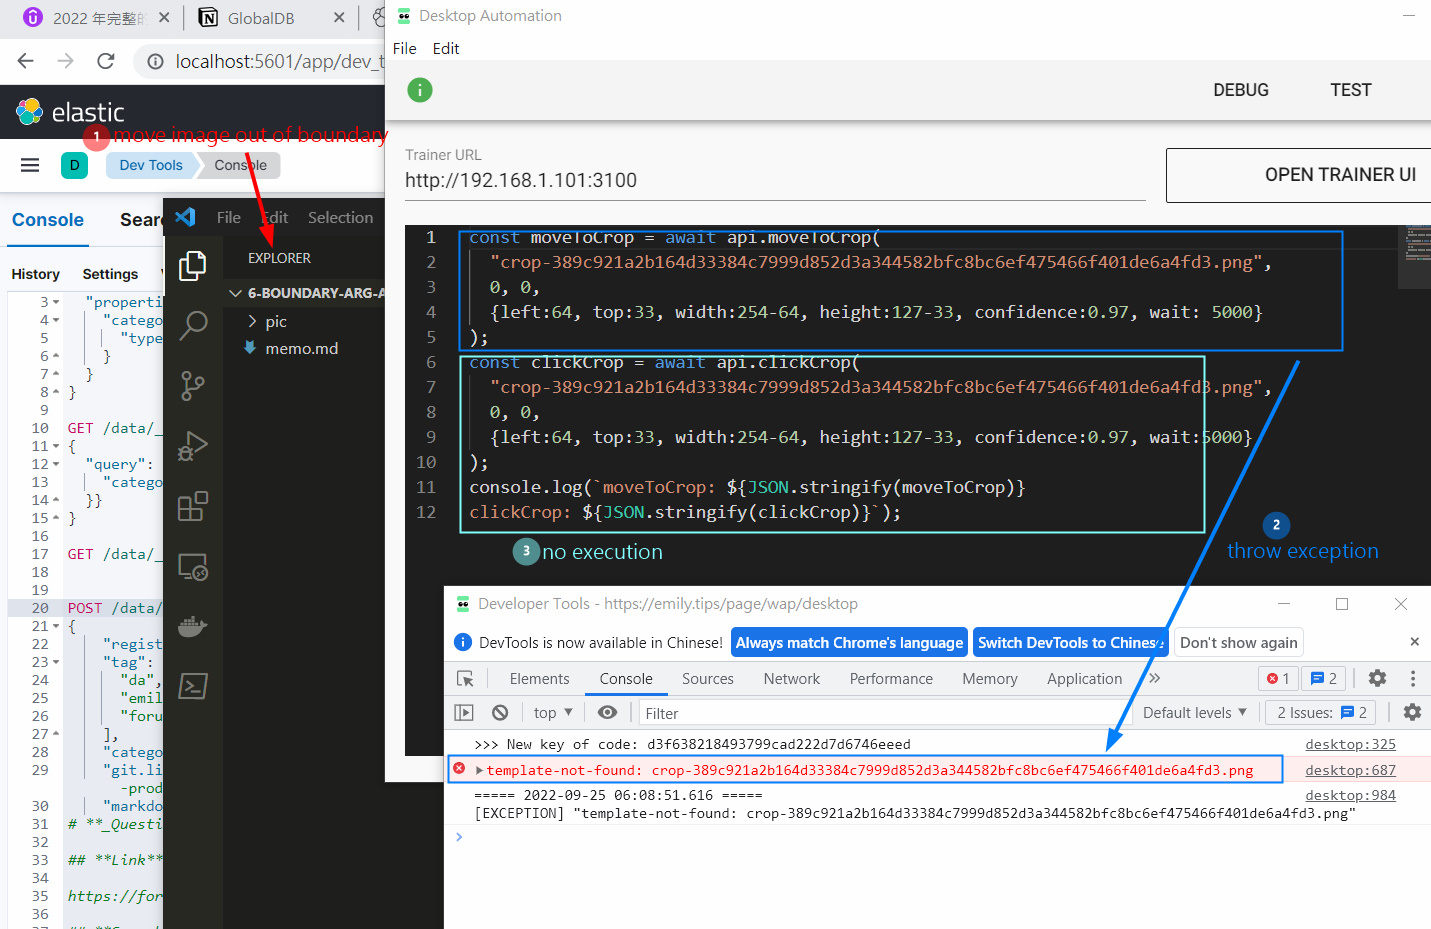 2022 年完整的
GlobalDB
localhost:5601/app/dev_t
elastic
1 move image out of boundary
D
Dev Tools
Console
Console
Sear
History
Settings
3
"properti
4
"catego
5
"type
6
}
7
}
8
}
9
10
GET /data/_
11
{
12
"query":
13
"catego
14
}}
15
}
16
17
GET /data/_
18
19
20
POST /data/
21
{
22
"regist
23
"tag":
24
"da",
25
"emil
26
"foru
27
],
28
"catego
29
"git.li
-prod
30
"markdo
31
# **_Questi
32
33
## **Link**
34
35
https://for
36
File Edit Selection
EXPLORER
6-BOUNDARY-ARG-A
pic
memo.md
Desktop Automation
File Edit
DEBUG
TEST
Trainer URL
http://192.168.1.101:3100
OPEN TRAINER UI
1 const moveToCrop = await api.moveToCrop(
2 "crop-389c921a2b164d33384c7999d852d3a344582bfc8bc6ef475466f401de6a4fd3.png",
3 0, 0,
4 {left:64, top:33, width:254-64, height:127-33, confidence:0.97, wait: 5000}
5 );
6 const clickCrop = await api.clickCrop(
7 "crop-389c921a2b164d33384c7999d852d3a344582bfc8bc6ef475466f401de6a4fd3.png",
8 0, 0,
9 {left:64, top:33, width:254-64, height:127-33, confidence:0.97, wait:5000}
10 );
11 console.log(`moveToCrop: ${JSON.stringify(moveToCrop)}
12 clickCrop: ${JSON.stringify(clickCrop)}`);
2
throw exception
3 no execution
Developer Tools - https://emily.tips/page/wap/desktop
DevTools is now available in Chinese!
Always match Chrome's language
Switch DevTools to Chinese
Don't show again
Elements
Console
Sources
Network
Performance
Memory
Application
1
2
top
Filter
Default levels
2 Issues:
2
>>> New key of code: d3f638218493799cad222d7d6746eeed
desktop:325
template-not-found: crop-389c921a2b164d33384c7999d852d3a344582bfc8bc6ef475466f401de6a4fd3.png
desktop:687
===== 2022-09-25 06:08:51.616 =====
desktop:984
[EXCEPTION] "template-not-found: crop-389c921a2b164d33384c7999d852d3a344582bfc8bc6ef475466f401de6a4fd3.png"